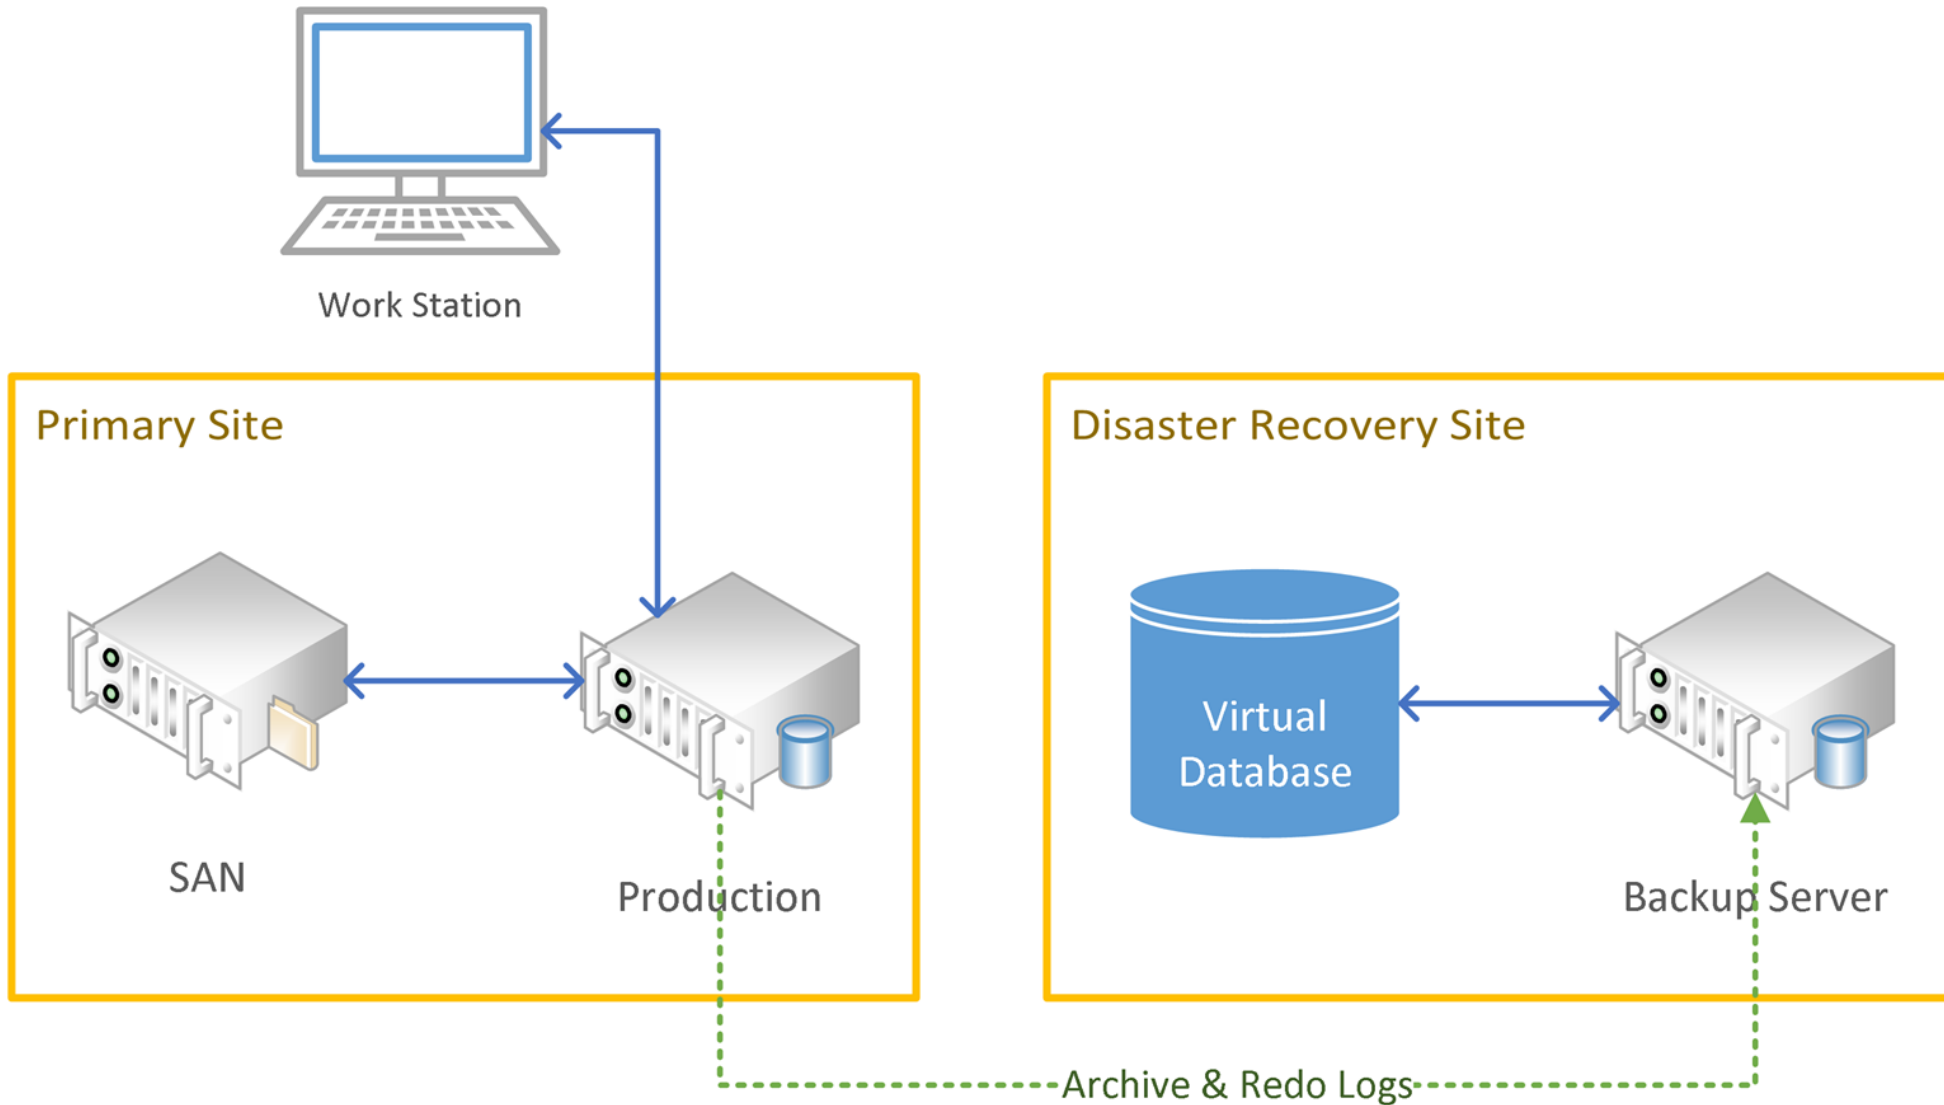 Work Station
Primary Site
Disaster Recovery Site
Virtual
Database
SAN
Production
Backup Server
Archive & Redo Logs